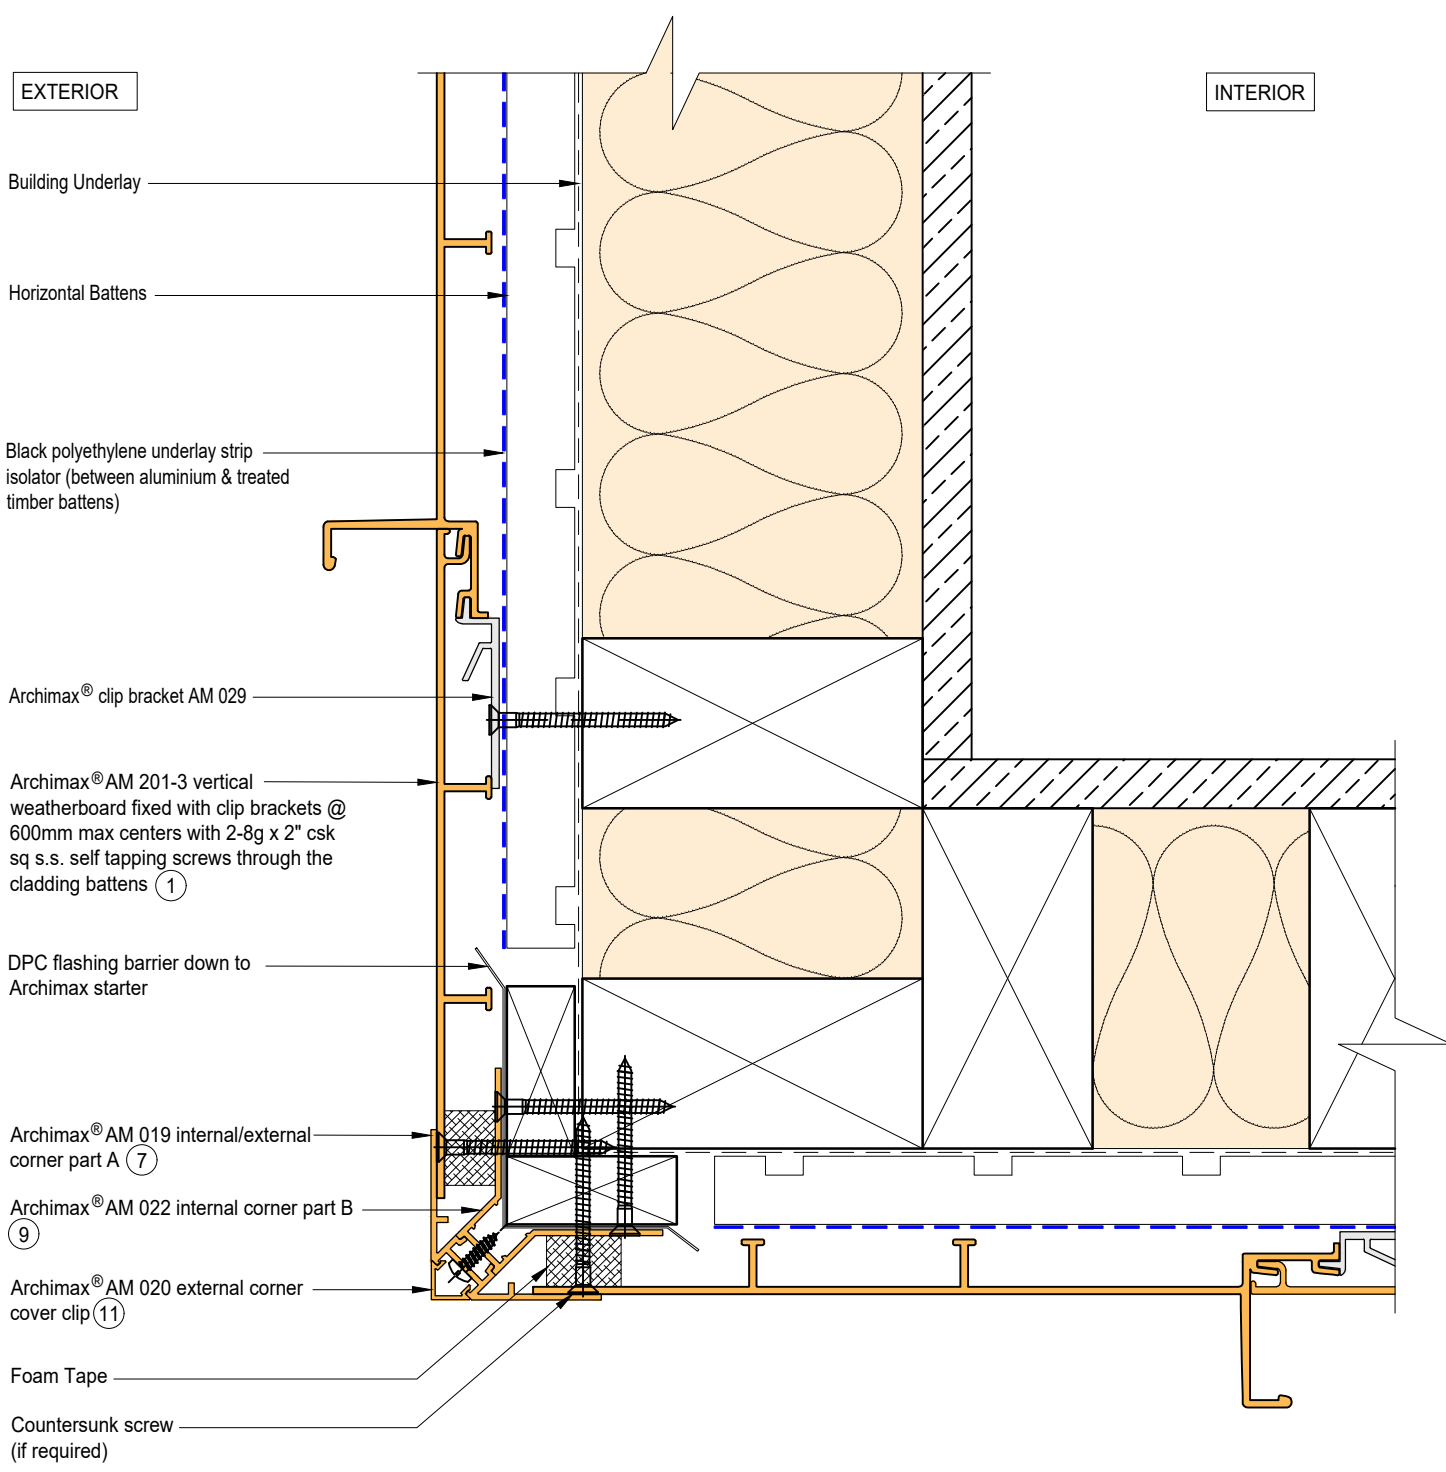 EXTERIOR
INTERIOR
Building Underlay
Horizontal Battens
Black polyethylene underlay strip
isolator (between aluminium & treated
timber battens)
Archimax® clip bracket AM 029
Archimax® AM 201-3 vertical
weatherboard fixed with clip brackets @
600mm max centers with 2-8g x 2" csk
sq s.s. self tapping screws through the
cladding battens 1
DPC flashing barrier down to
Archimax starter
Archimax® AM 019 internal/external
corner part A 7
Archimax® AM 022 internal corner part B
9
Archimax® AM 020 external corner
cover clip 11
Foam Tape
Countersunk screw
(if required)